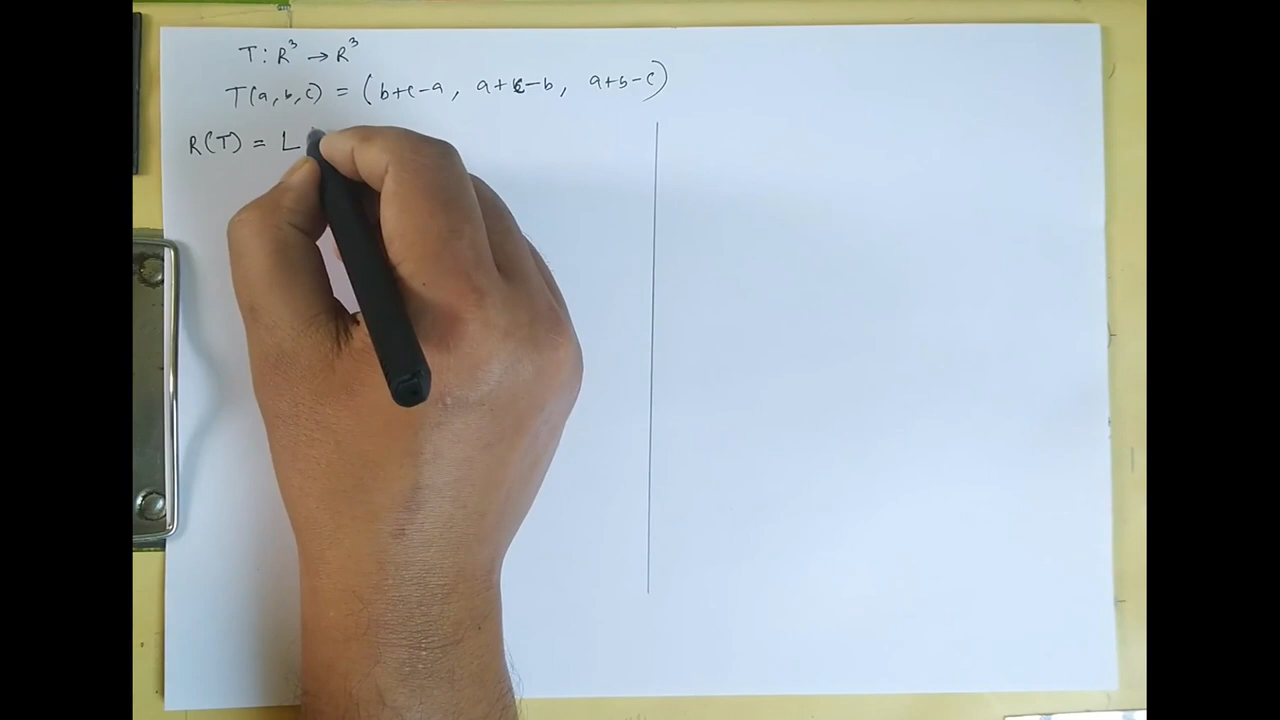 T: R³ → R³
T(a, b, c) = (b+c-a, a+c-b, a+b-c)
R(T) = L